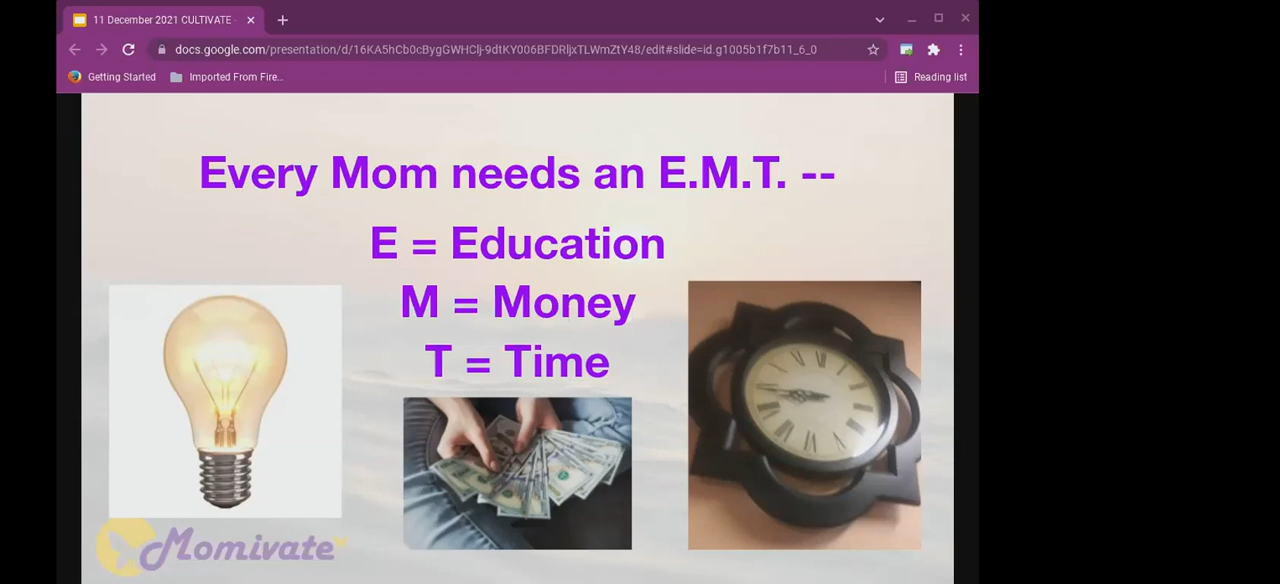 11 December 2021 CULTIVATE
docs.google.com/presentation/d/16KA5hCb0cBygGWHClj-9dtKY006BFDRljxTLWmZtY48/edit#slide=id.g1005b1f7b11_6_0
Getting Started
Imported From Fire...
Reading list
Every Mom needs an E.M.T. --
E = Education
M = Money
T = Time
Momivate